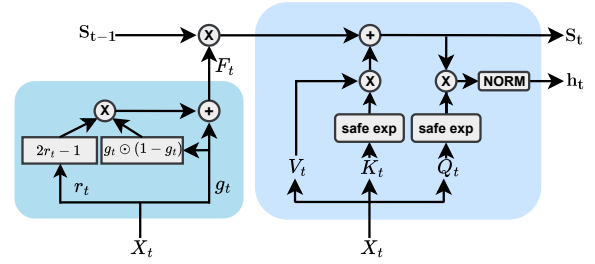 S_{t-1} X + S_t
F_t
X + X X NORM h_t
2r_t − 1 g_t ⊙ (1 − g_t) safe exp safe exp
r_t g_t V_t K_t Q_t
X_t X_t